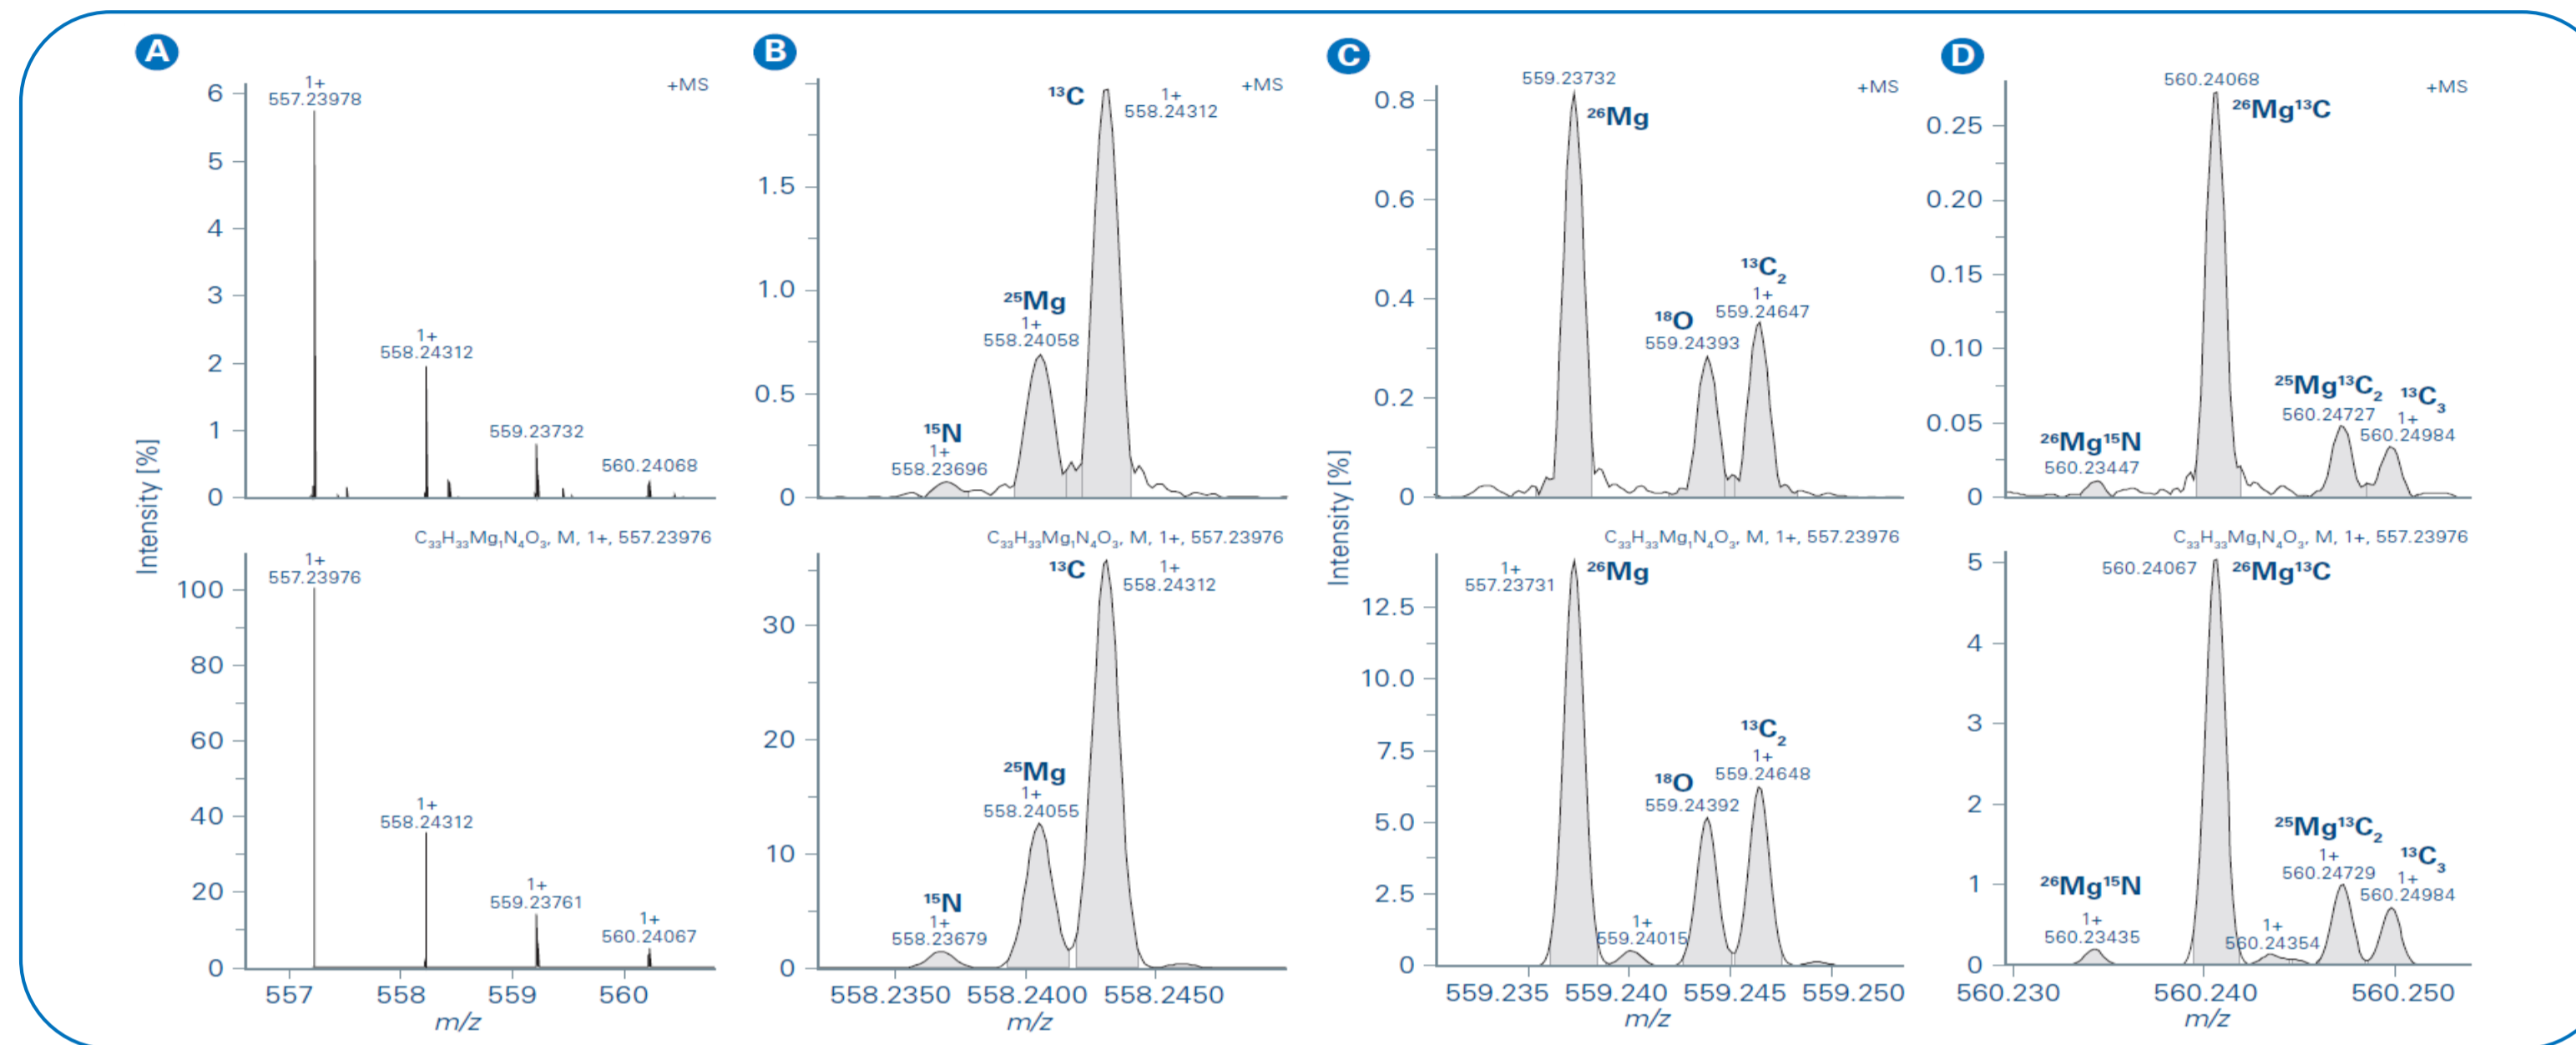 A
1+
557.23978
+MS
6
5
4
3
2
1
0
1+
558.24312
559.23732
560.24068
Intensity [%]
C₃₃H₃₃Mg₁N₄O₃, M, 1+, 557.23976
1+
557.23976
100
80
60
40
20
0
1+
558.24312
1+
559.23761
1+
560.24067
557 558 559 560
m/z
B
¹³C
1+
558.24312
+MS
1.5
1.0
0.5
0
²⁵Mg
1+
558.24058
¹⁵N
1+
558.23696
C₃₃H₃₃Mg₁N₄O₃, M, 1+, 557.23976
¹³C
1+
558.24312
30
20
10
0
²⁵Mg
1+
558.24055
¹⁵N
1+
558.23679
558.2350 558.2400 558.2450
m/z
C
559.23732
+MS
²⁶Mg
0.8
0.6
0.4
0.2
0
¹³C₂
1+
559.24647
¹⁸O
559.24393
Intensity [%]
C₃₃H₃₃Mg₁N₄O₃, M, 1+, 557.23976
1+
557.23731
²⁶Mg
12.5
10.0
7.5
5.0
2.5
0
¹³C₂
1+
559.24648
¹⁸O
559.24392
1+
559.24015
559.235 559.240 559.245 559.250
m/z
D
560.24068
+MS
²⁶Mg¹³C
0.25
0.20
0.15
0.10
0.05
0
²⁵Mg¹³C₂
560.24727
¹³C₃
1+
560.24984
²⁶Mg¹⁵N
560.23447
C₃₃H₃₃Mg₁N₄O₃, M, 1+, 557.23976
560.24067
²⁶Mg¹³C
5
4
3
2
1
0
²⁵Mg¹³C₂
1+
560.24729
¹³C₃
1+
560.24984
²⁶Mg¹⁵N
1+
560.23435
1+
560.24354
560.230 560.240 560.250
m/z